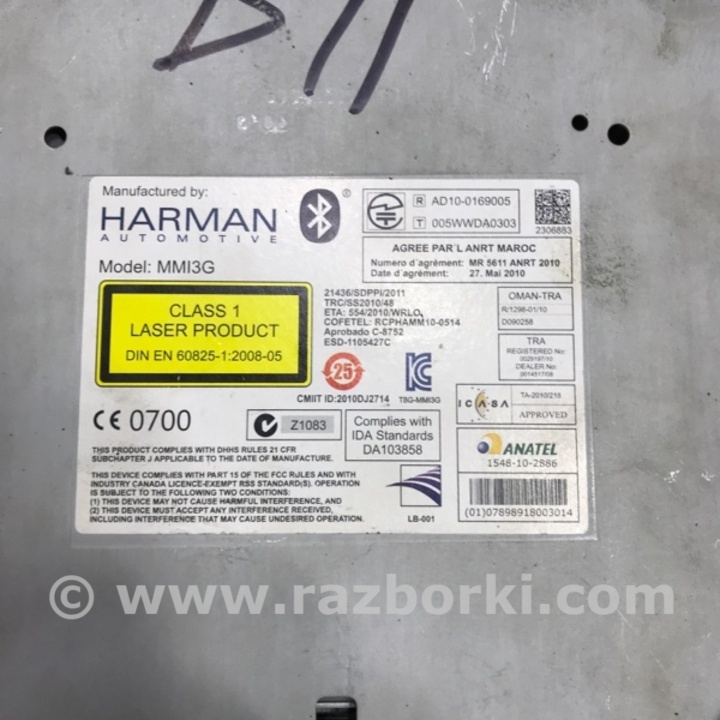 D11
Manufactured by:
HARMAN
AUTOMOTIVE
Model: MMI3G
CLASS 1
LASER PRODUCT
DIN EN 60825-1:2008-05
CE 0700
THIS PRODUCT COMPLIES WITH DHHS RULES 21 CFR
SUBCHAPTER J APPLICABLE TO THE DATE OF MANUFACTURE.
THIS DEVICE COMPLIES WITH PART 15 OF THE FCC RULES AND WITH
INDUSTRY CANADA LICENCE-EXEMPT RSS STANDARD(S). OPERATION
IS SUBJECT TO THE FOLLOWING TWO CONDITIONS:
(1) THIS DEVICE MAY NOT CAUSE HARMFUL INTERFERENCE, AND
(2) THIS DEVICE MUST ACCEPT ANY INTERFERENCE,
INCLUDING INTERFERENCE THAT MAY CAUSE UNDESIRED OPERATION.
®
R AD10-0169005
T 005WWDA0303
2306883
AGREE PAR L'ANRT MAROC
Numero d'agrément: MR 5611 ANRT 2010
Date d'agrément: 27. Mai 2010
21436/SDPPI/2011
TRC/SS2010/48
ETA: 554/2010/WRLO
COFETEL: RCPHAMM10-0514
Aprobado C-8752
ESD-1105427C
25
CMIIT ID:2010DJ2714
TBG-MMI3G
OMAN-TRA
R/1298-01/10
D090258
TRA
REGISTERED No:
0029197/10
DEALER No:
0014517/08
ICASA
TA-2010/218
APPROVED
Z1083
Complies with
IDA Standards
DA103858
LB-001
ANATEL
1548-10-2886
(01)07898918003014
© www.razborki.com